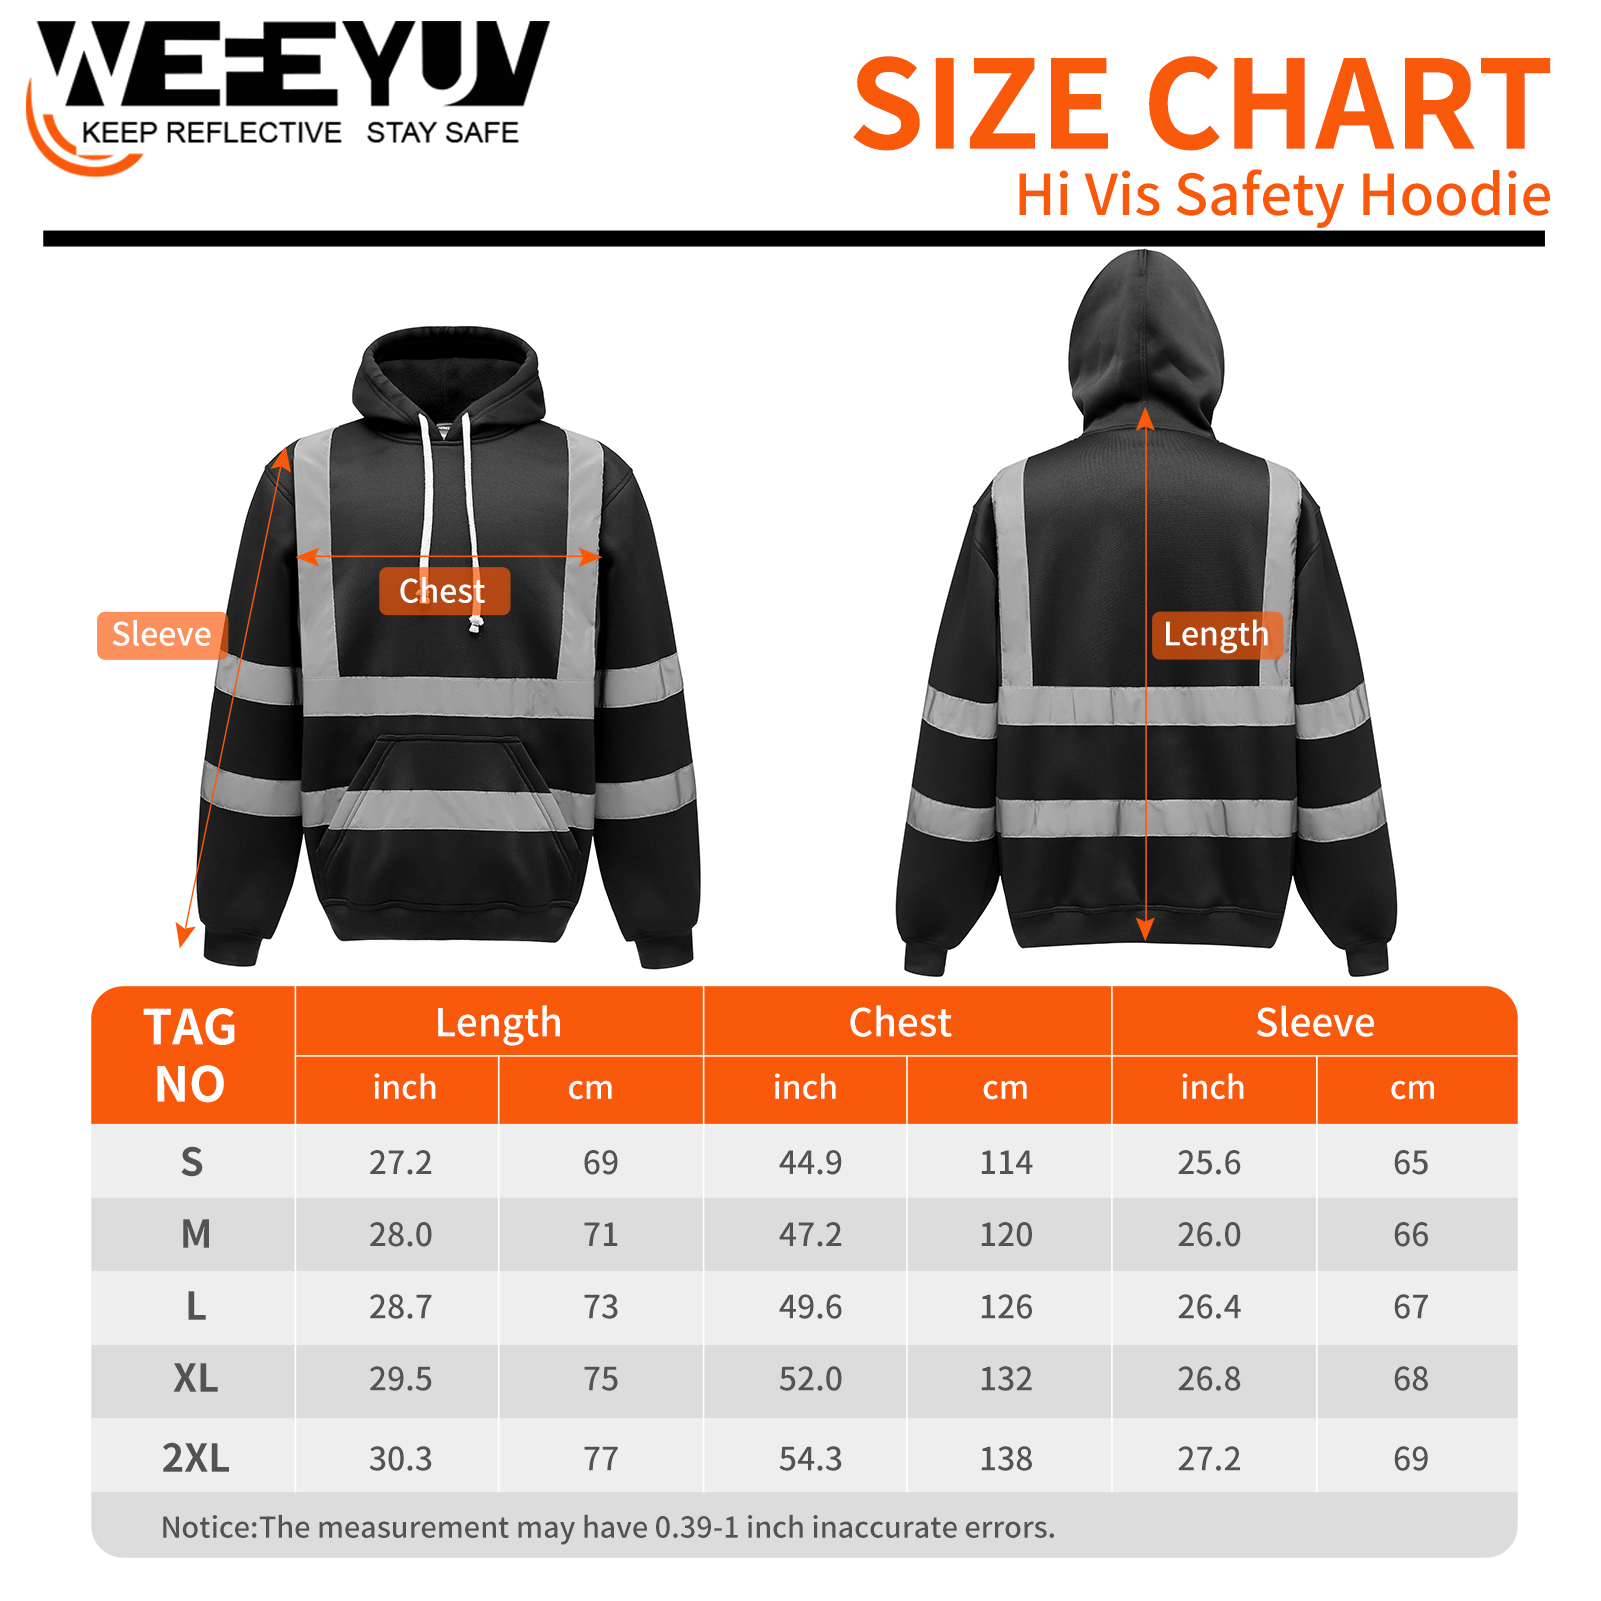 WEFEYUV
KEEP REFLECTIVE STAY SAFE
SIZE CHART
Hi Vis Safety Hoodie
Chest
Sleeve
Length
TAG NO Length Chest Sleeve
inch cm inch cm inch cm
S 27.2 69 44.9 114 25.6 65
M 28.0 71 47.2 120 26.0 66
L 28.7 73 49.6 126 26.4 67
XL 29.5 75 52.0 132 26.8 68
2XL 30.3 77 54.3 138 27.2 69
Notice:The measurement may have 0.39-1 inch inaccurate errors.